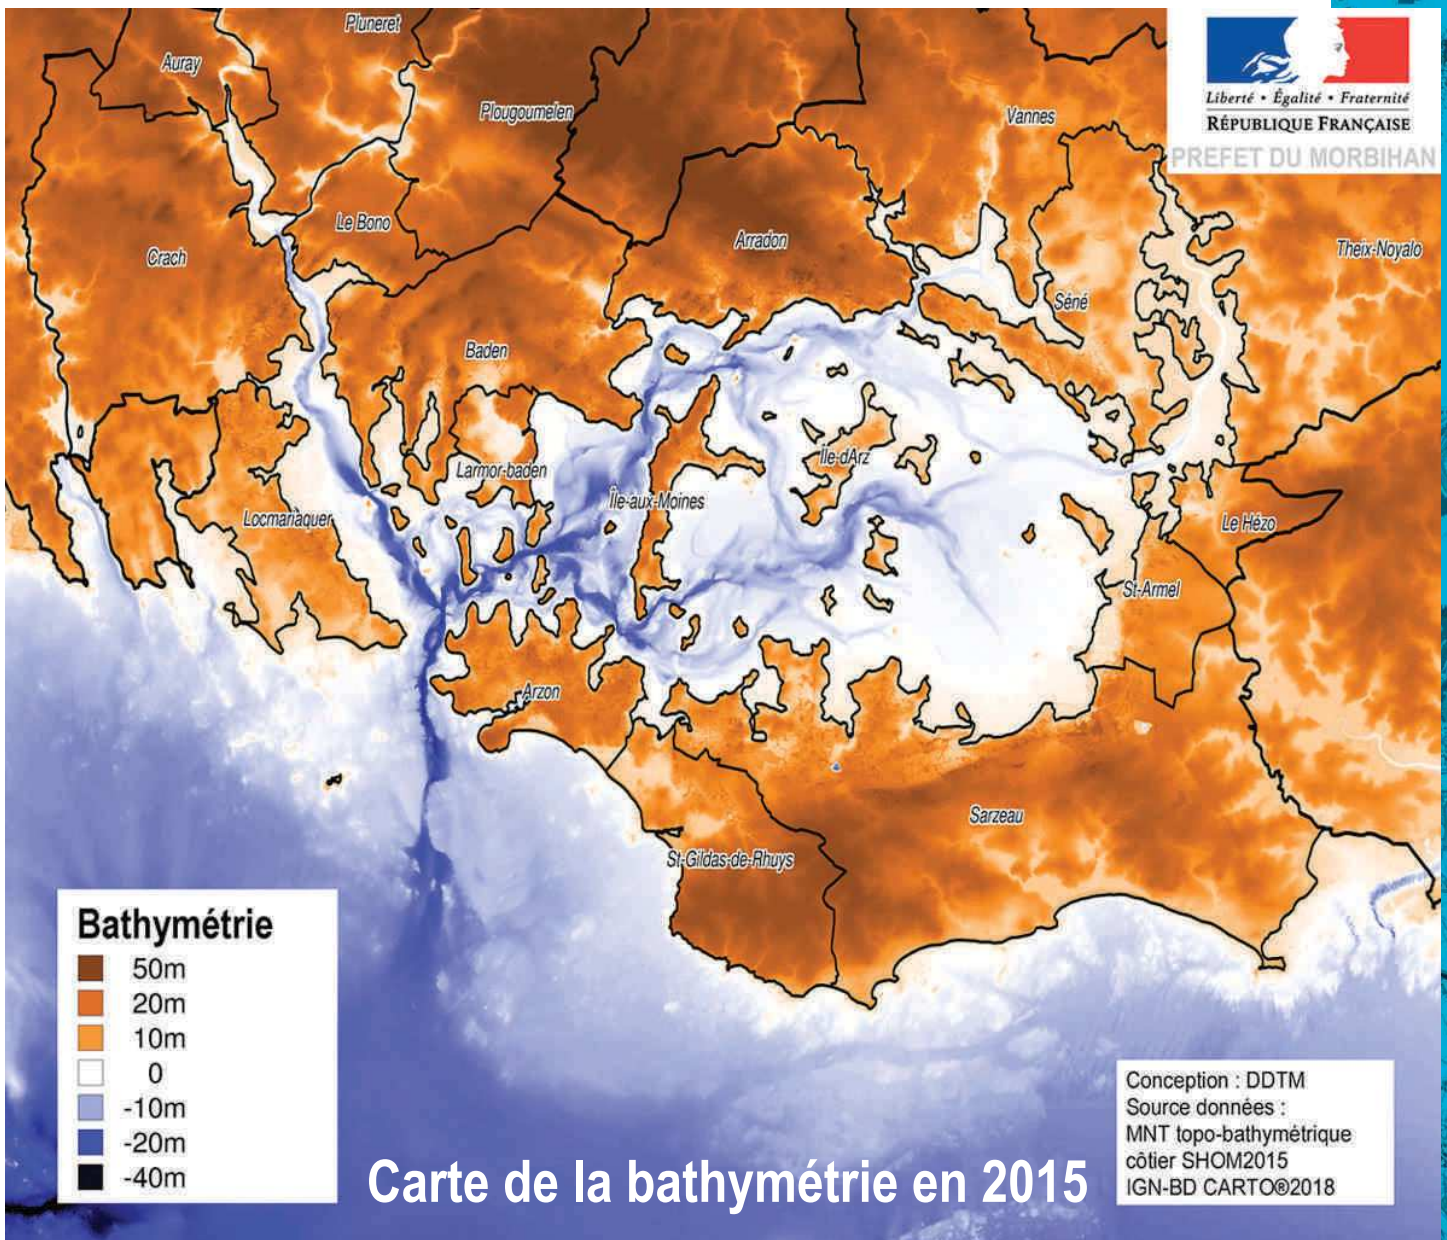 Pluneret
Auray
Plougoumelen
Vannes
Liberté • Égalité • Fraternité
RÉPUBLIQUE FRANÇAISE
PREFET DU MORBIHAN
Le Bono
Crach
Arradon
Theix-Noyalo
Séné
Baden
Larmor-baden
Île-d'Arz
Île-aux-Moines
Locmariaquer
Le Hézo
St-Armel
Arzon
Sarzeau
St-Gildas-de-Rhuys
Bathymétrie
50m
20m
10m
0
-10m
-20m
-40m
Conception : DDTM
Source données :
MNT topo-bathymétrique
côtier SHOM2015
IGN-BD CARTO®2018
Carte de la bathymétrie en 2015